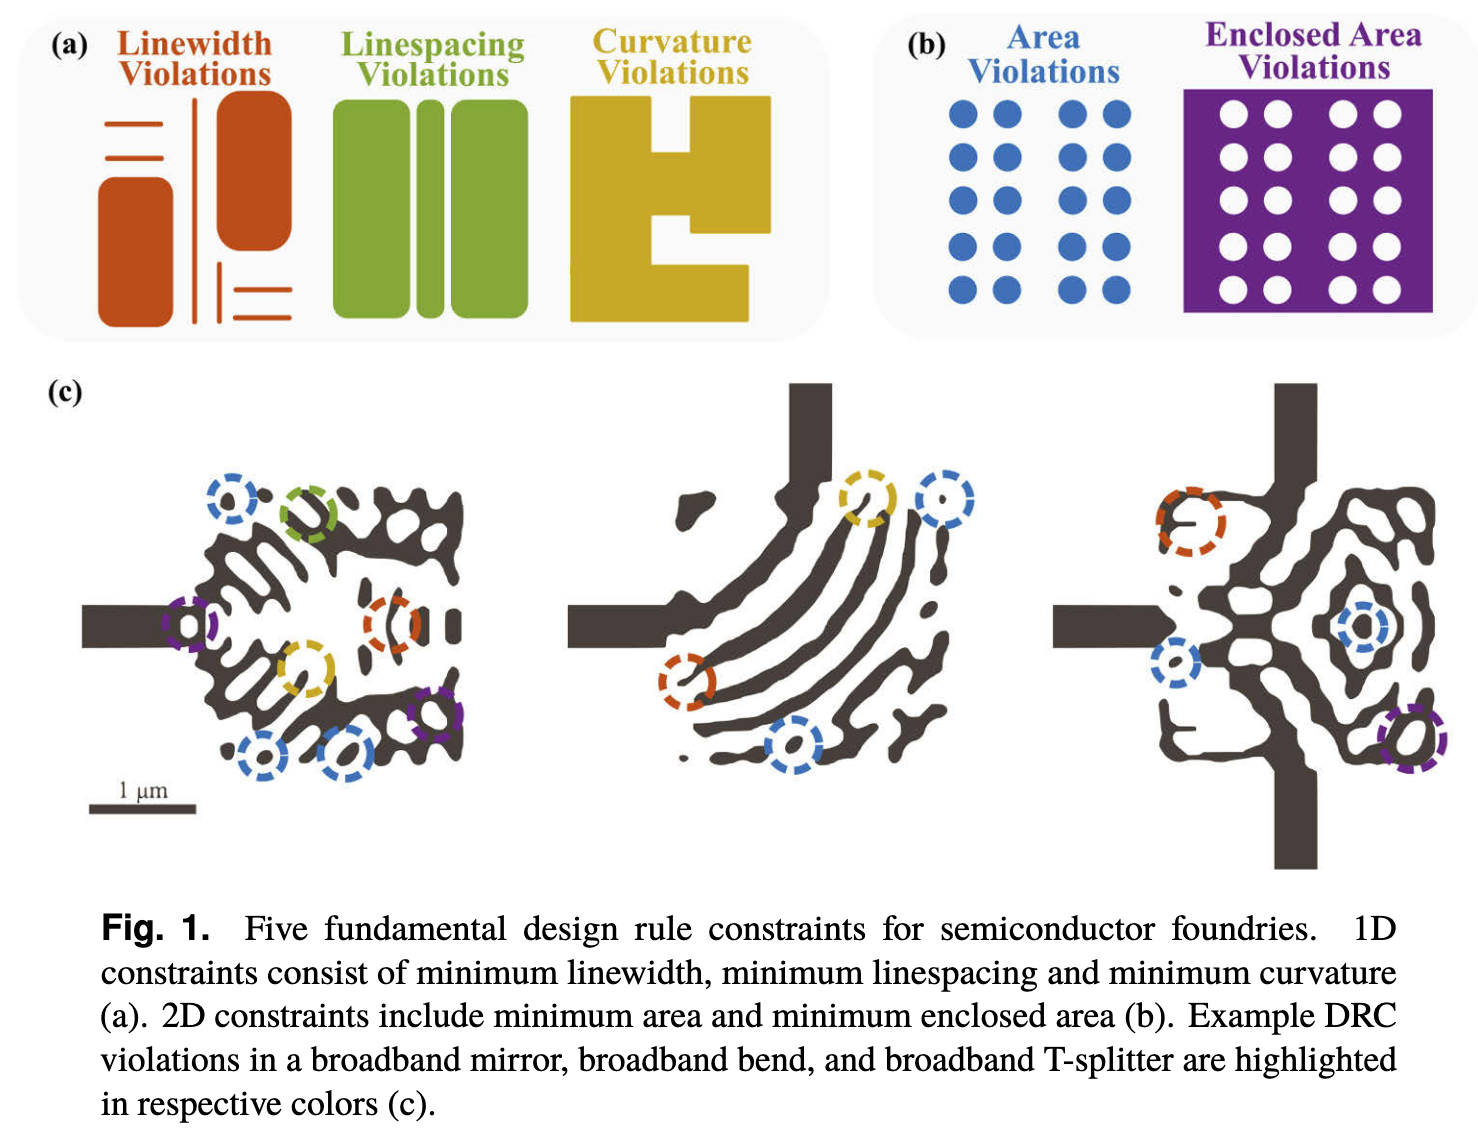 (a) Linewidth Violations
Linespacing Violations
Curvature Violations
(b) Area Violations
Enclosed Area Violations
(c)
1 μm
Fig. 1. Five fundamental design rule constraints for semiconductor foundries. 1D
constraints consist of minimum linewidth, minimum linespacing and minimum curvature
(a). 2D constraints include minimum area and minimum enclosed area (b). Example DRC
violations in a broadband mirror, broadband bend, and broadband T-splitter are highlighted
in respective colors (c).